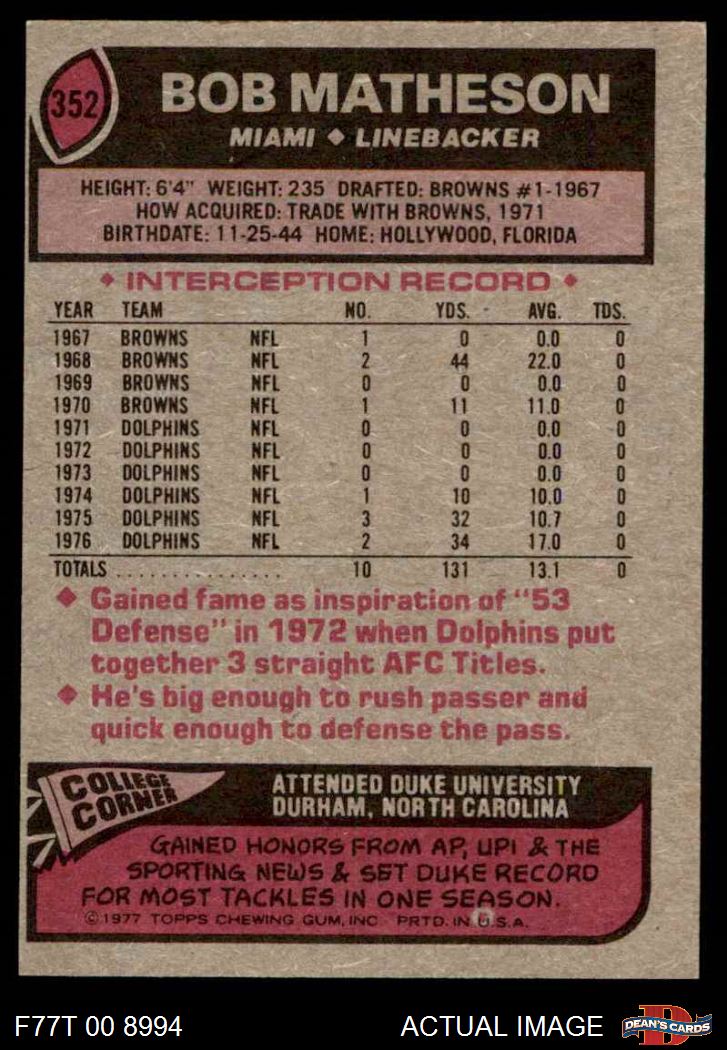 352
BOB MATHESON
MIAMI ◆ LINEBACKER
HEIGHT: 6'4" WEIGHT: 235 DRAFTED: BROWNS #1-1967
HOW ACQUIRED: TRADE WITH BROWNS, 1971
BIRTHDATE: 11-25-44 HOME: HOLLYWOOD, FLORIDA
◆ INTERCEPTION RECORD ◆
YEAR TEAM NO. YDS. AVG. TDS.
1967 BROWNS NFL 1 0 0.0 0
1968 BROWNS NFL 2 44 22.0 0
1969 BROWNS NFL 0 0 0.0 0
1970 BROWNS NFL 1 11 11.0 0
1971 DOLPHINS NFL 0 0 0.0 0
1972 DOLPHINS NFL 0 0 0.0 0
1973 DOLPHINS NFL 0 0 0.0 0
1974 DOLPHINS NFL 1 10 10.0 0
1975 DOLPHINS NFL 3 32 10.7 0
1976 DOLPHINS NFL 2 34 17.0 0
TOTALS ................ 10 131 13.1 0
◆ Gained fame as inspiration of "53
Defense" in 1972 when Dolphins put
together 3 straight AFC Titles.
◆ He's big enough to rush passer and
quick enough to defense the pass.
COLLEGE
CORNER
ATTENDED DUKE UNIVERSITY
DURHAM, NORTH CAROLINA
GAINED HONORS FROM AP, UPI & THE
SPORTING NEWS & SET DUKE RECORD
FOR MOST TACKLES IN ONE SEASON.
© 1977 TOPPS CHEWING GUM, INC. PRTD. IN U.S.A.
F77T 00 8994
ACTUAL IMAGE
D
DEAN'S CARDS